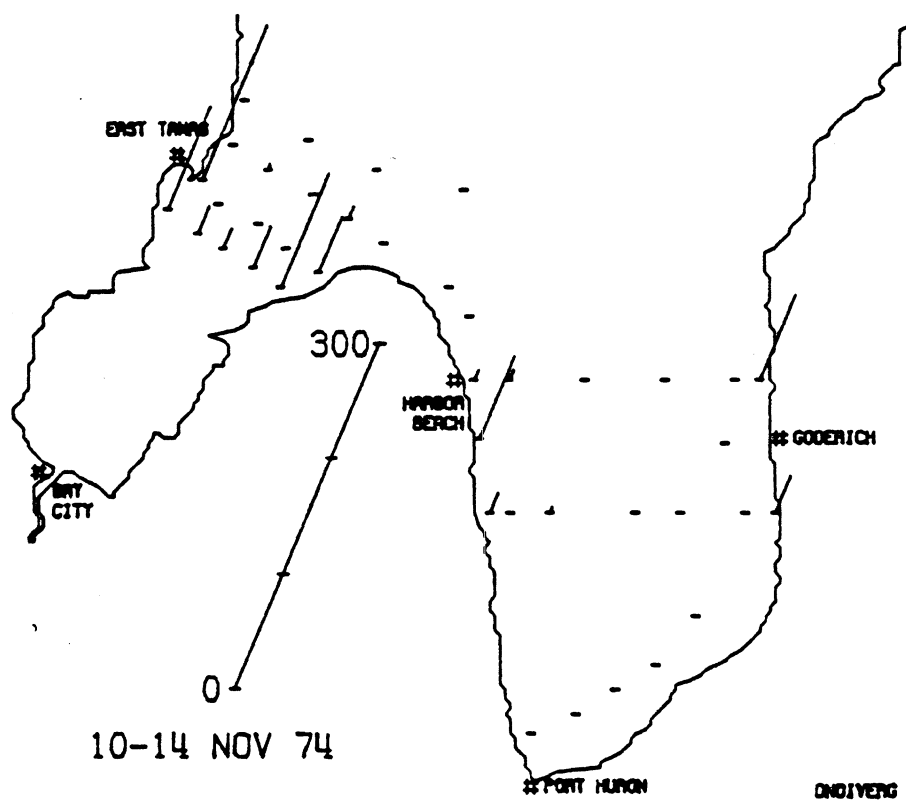 EAST TAWAS
300
HARBOR
BEACH
# GODERICH
BAY
CITY
0
10-14 NOV 74
# PORT HURON
ONDIVERG